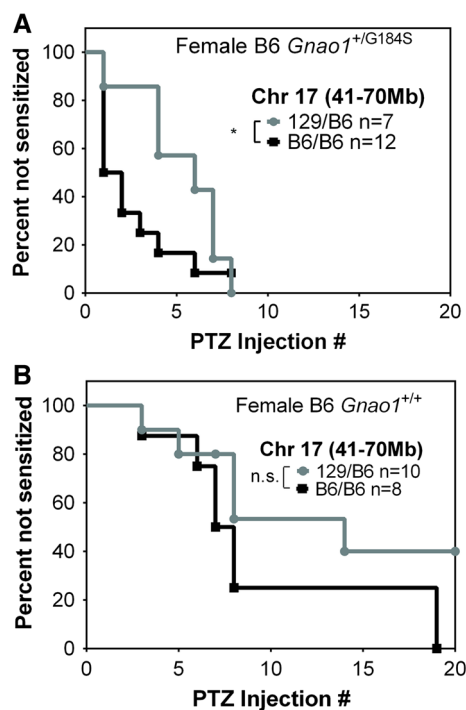 A
Female B6 Gnao1+/G184S
Chr 17 (41-70Mb)
129/B6 n=7
*
B6/B6 n=12
Percent not sensitized
100
80
60
40
20
0
0 5 10 15 20
PTZ Injection #
B
Female B6 Gnao1+/+
Chr 17 (41-70Mb)
129/B6 n=10
n.s.
B6/B6 n=8
Percent not sensitized
100
80
60
40
20
0
0 5 10 15 20
PTZ Injection #